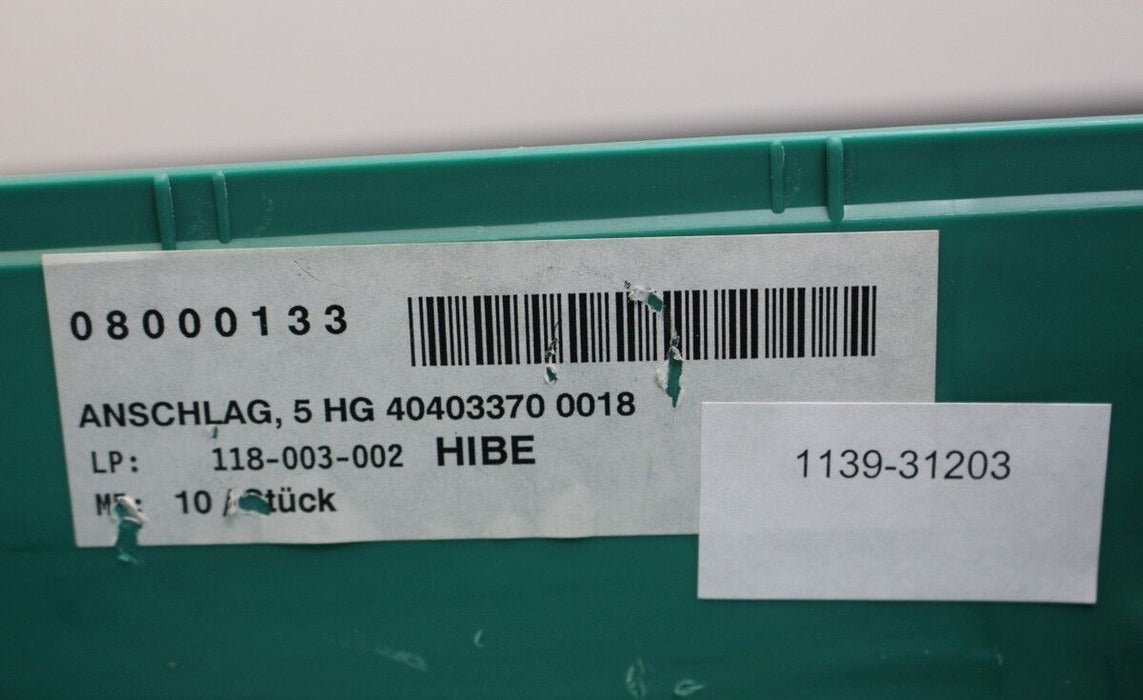 08000133
ANSCHLAG, 5 HG 40403370 0018
LP: 118-003-002 HIBE
10 / Stück
1139-31203